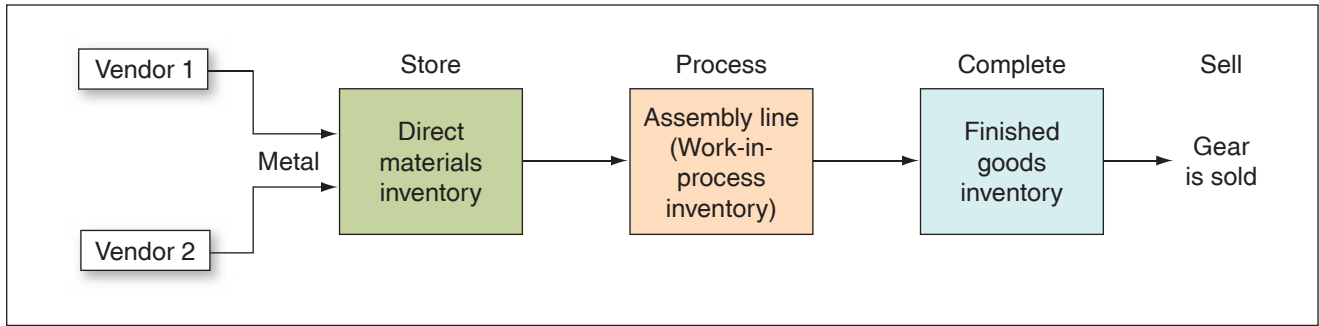 Vendor 1
Vendor 2
Metal
Store
Direct
materials
inventory
Process
Assembly line
(Work-in-
process
inventory)
Complete
Finished
goods
inventory
Sell
Gear
is sold